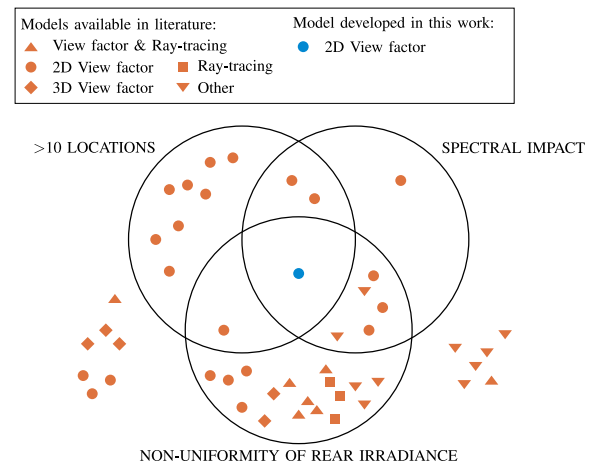 Models available in literature:
View factor & Ray-tracing
2D View factor
Ray-tracing
3D View factor
Other
Model developed in this work:
2D View factor
>10 LOCATIONS
SPECTRAL IMPACT
NON-UNIFORMITY OF REAR IRRADIANCE